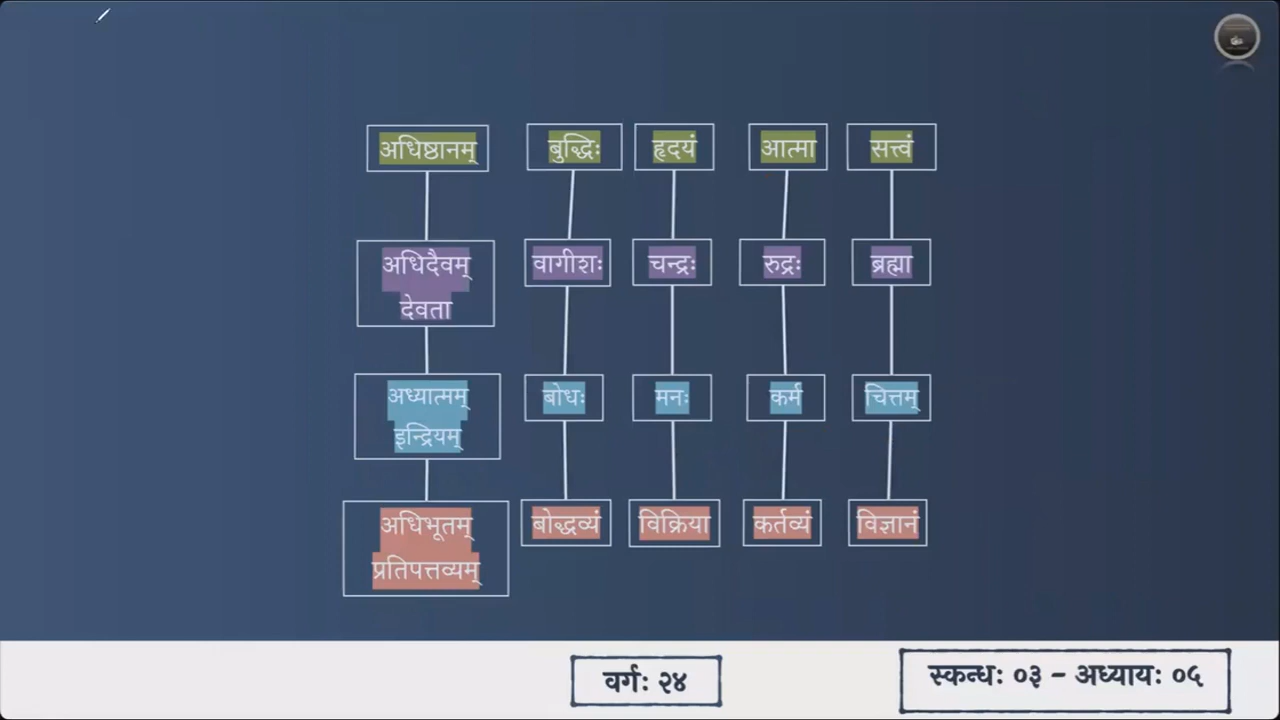 अधिष्ठानम् बुद्धिः हृदयं आत्मा सत्त्वं
अधिदैवम् वागीशः चन्द्रः रुद्रः ब्रह्मा
देवता
अध्यात्मम् बोधः मनः कर्म चित्तम्
इन्द्रियम्
अधिभूतम् बोद्धव्यं विक्रिया कर्तव्यं विज्ञानं
प्रतिपत्तव्यम्
वर्गः २४
स्कन्धः ०३ - अध्यायः ०५